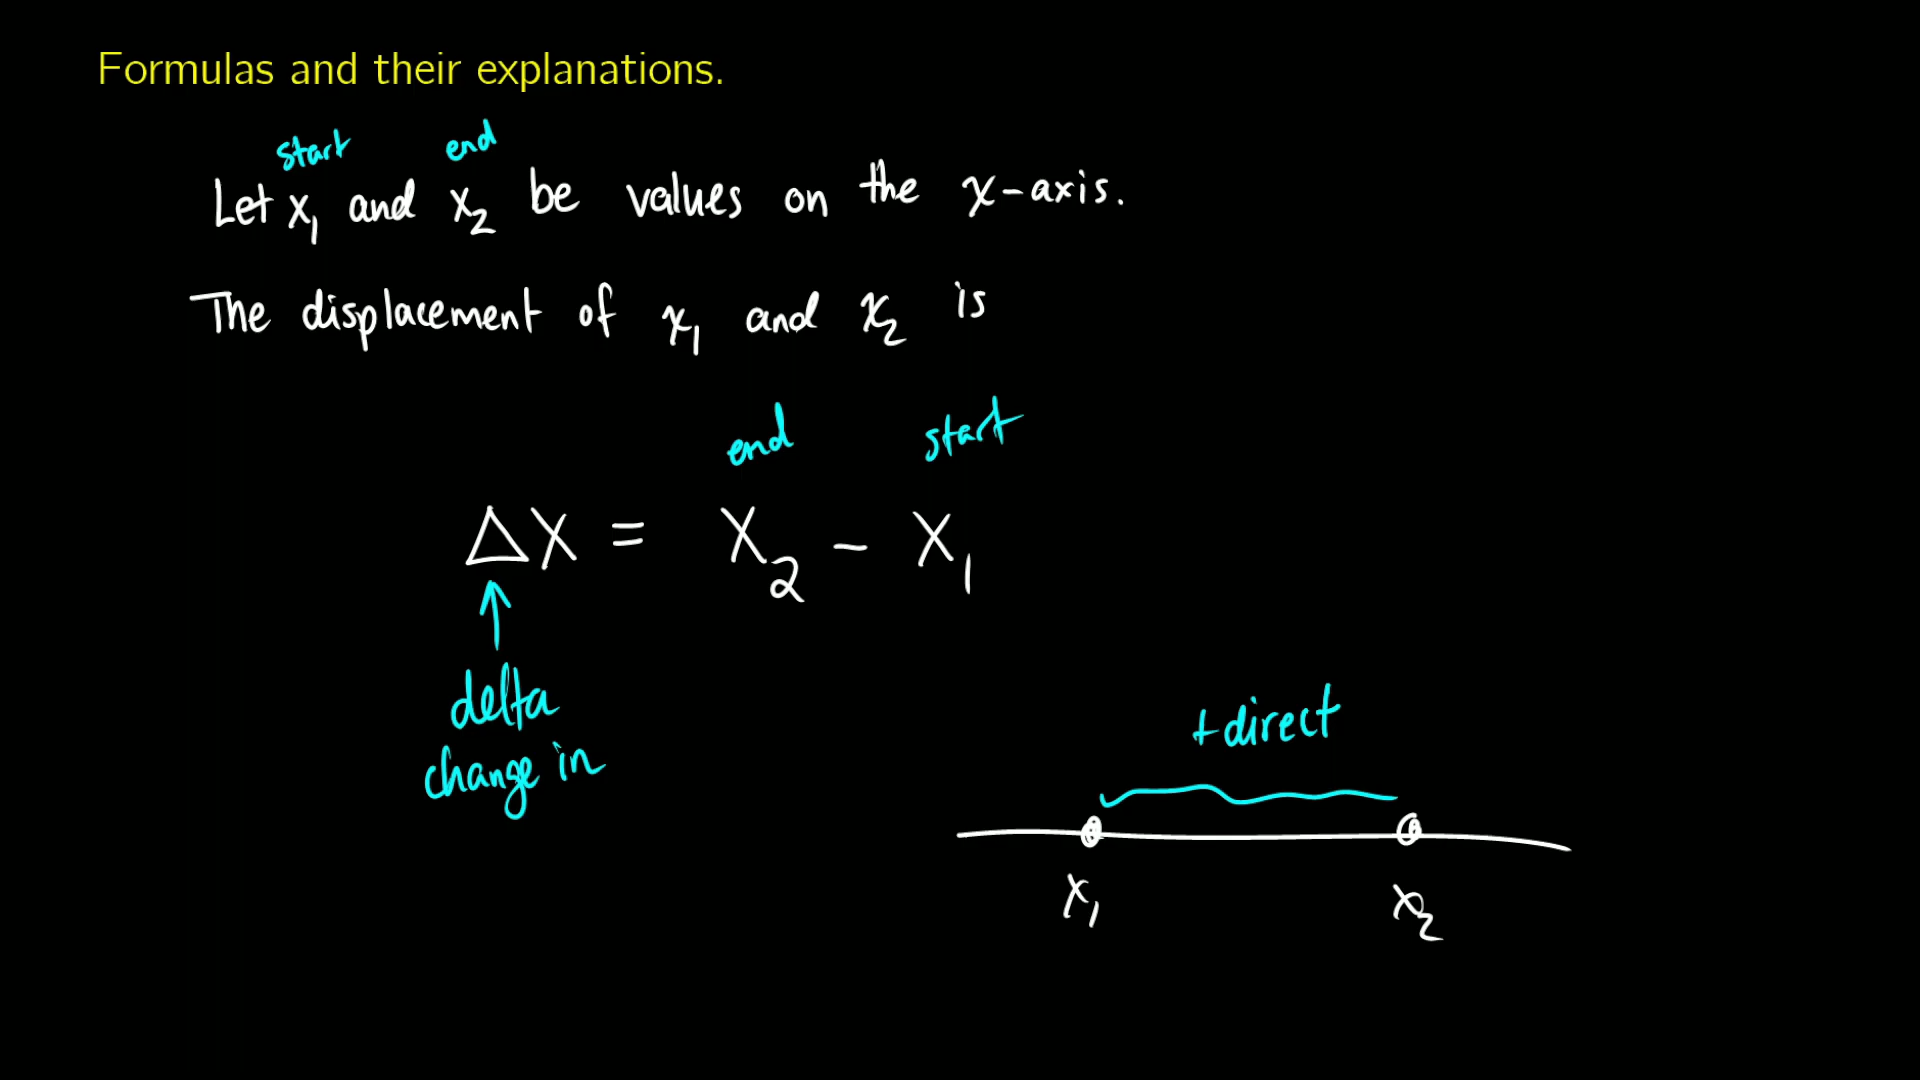 Formulas and their explanations.
start end
Let x₁ and x₂ be values on the x-axis.
The displacement of x₁ and x₂ is
end start
Δx = x₂ - x₁
delta
change in
+direct
x₁ x₂